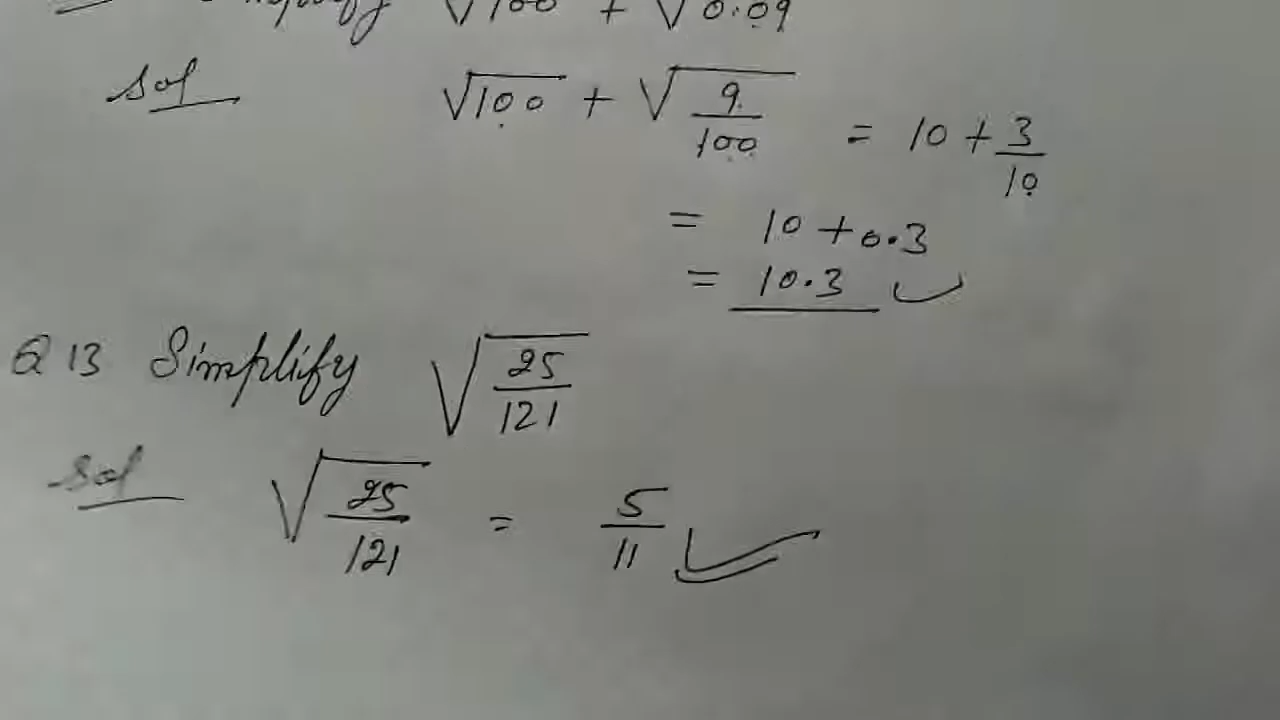 Simplify √100 + √0.09
Sol
√100 + √(9/100) = 10 + 3/10
= 10 + 0.3
= 10.3
Q 13 Simplify √(25/121)
Sol √(25/121) = 5/11